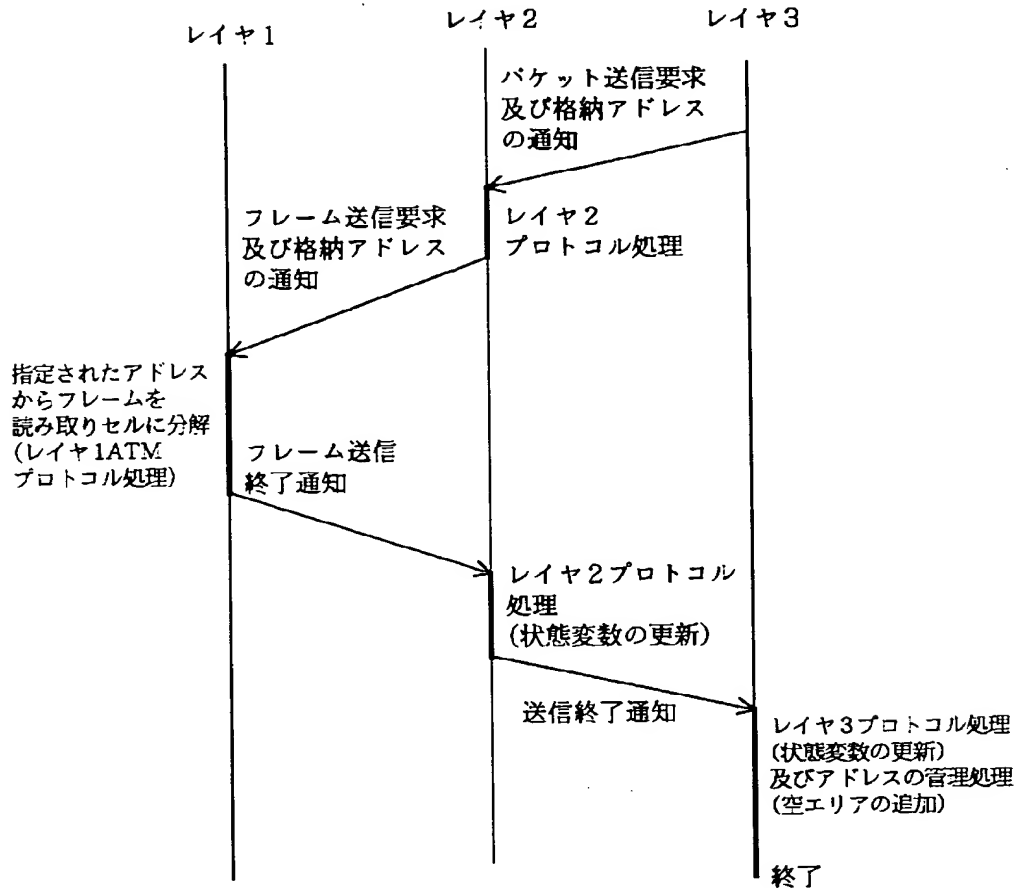 レイヤ1
レイヤ2
レイヤ3
パケット送信要求
及び格納アドレス
の通知
フレーム送信要求
及び格納アドレス
の通知
レイヤ2
プロトコル処理
指定されたアドレス
からフレームを
読み取りセルに分解
(レイヤ1ATM
プロトコル処理)
フレーム送信
終了通知
レイヤ2プロトコル
処理
(状態変数の更新)
送信終了通知
レイヤ3プロトコル処理
(状態変数の更新)
及びアドレスの管理処理
(空エリアの追加)
終了